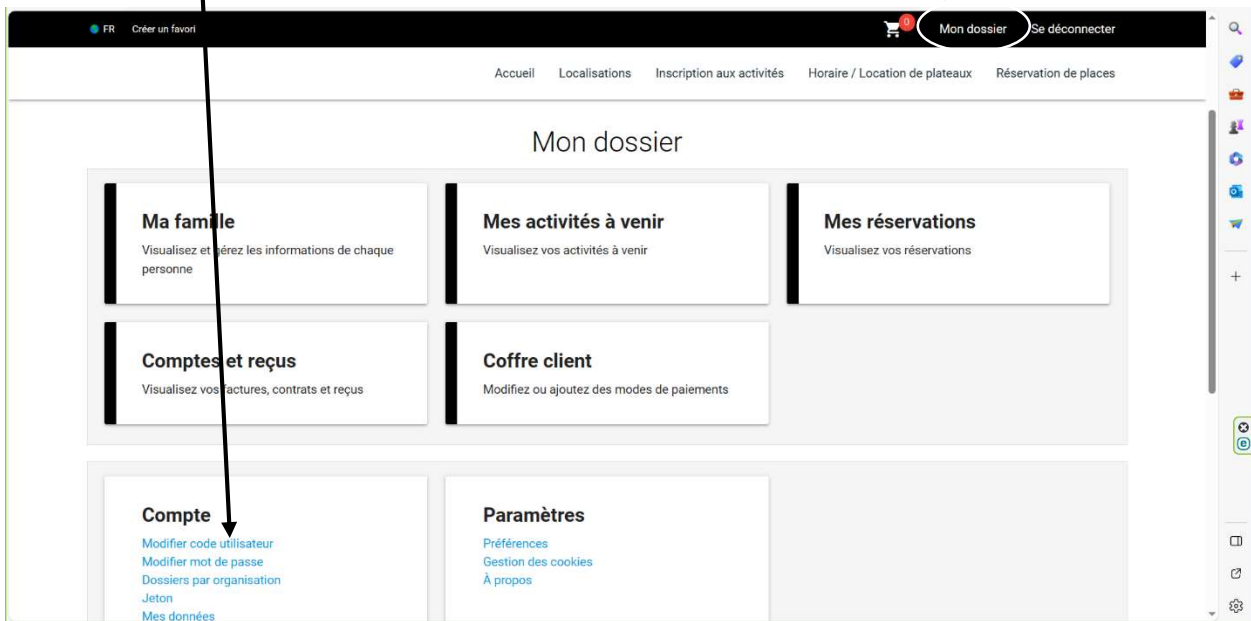 FR Créer un favori 0 Mon dossier Se déconnecter
Accueil Localisations Inscription aux activités Horaire / Location de plateaux Réservation de places
Mon dossier
Ma famille
Visualisez et gérez les informations de chaque
personne
Mes activités à venir
Visualisez vos activités à venir
Mes réservations
Visualisez vos réservations
Comptes et reçus
Visualisez vos factures, contrats et reçus
Coffre client
Modifiez ou ajoutez des modes de paiements
Compte
Modifier code utilisateur
Modifier mot de passe
Dossiers par organisation
Jeton
Mes données
Paramètres
Préférences
Gestion des cookies
À propos